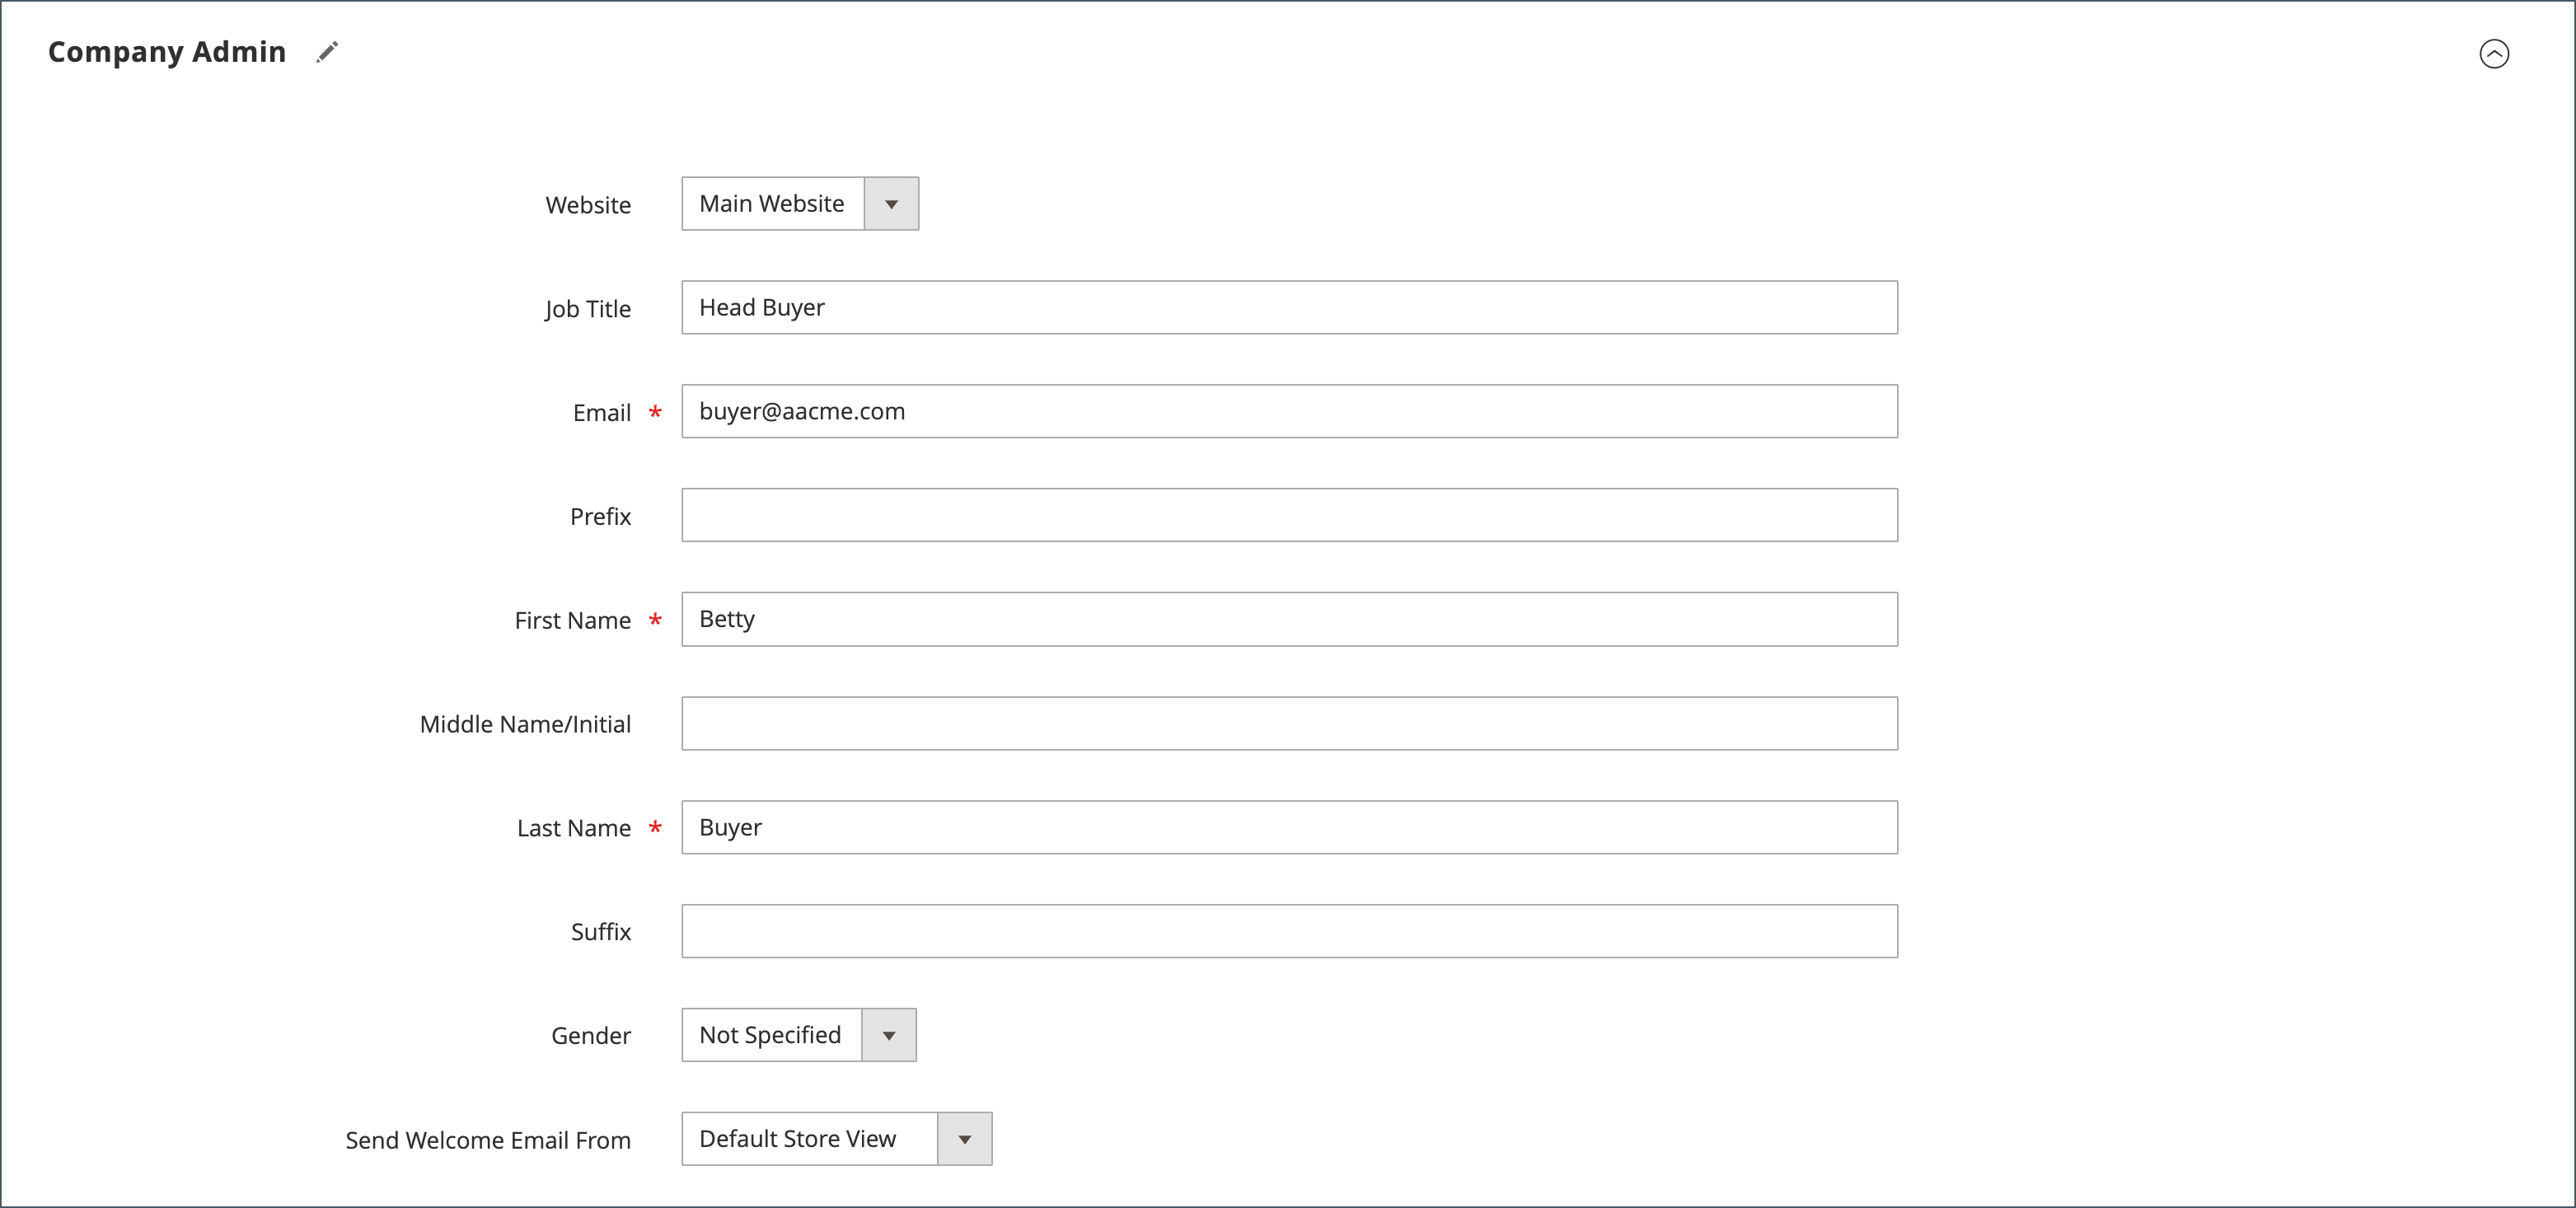 Company Admin
Website Main Website
Job Title Head Buyer
Email * buyer@aacme.com
Prefix
First Name * Betty
Middle Name/Initial
Last Name * Buyer
Suffix
Gender Not Specified
Send Welcome Email From Default Store View